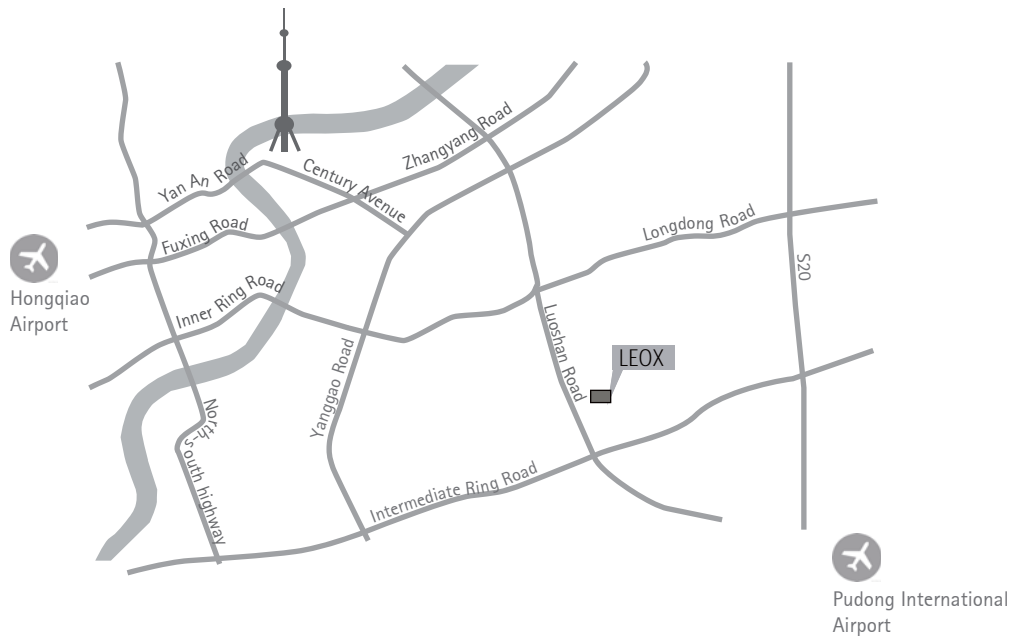 Zhangyang Road
Yan An Road
Century Avenue
Fuxing Road
Longdong Road
Hongqiao
Airport
S20
Inner Ring Road
Luoshan Road
LEOX
Yanggao Road
North-South highway
Intermediate Ring Road
Pudong International
Airport